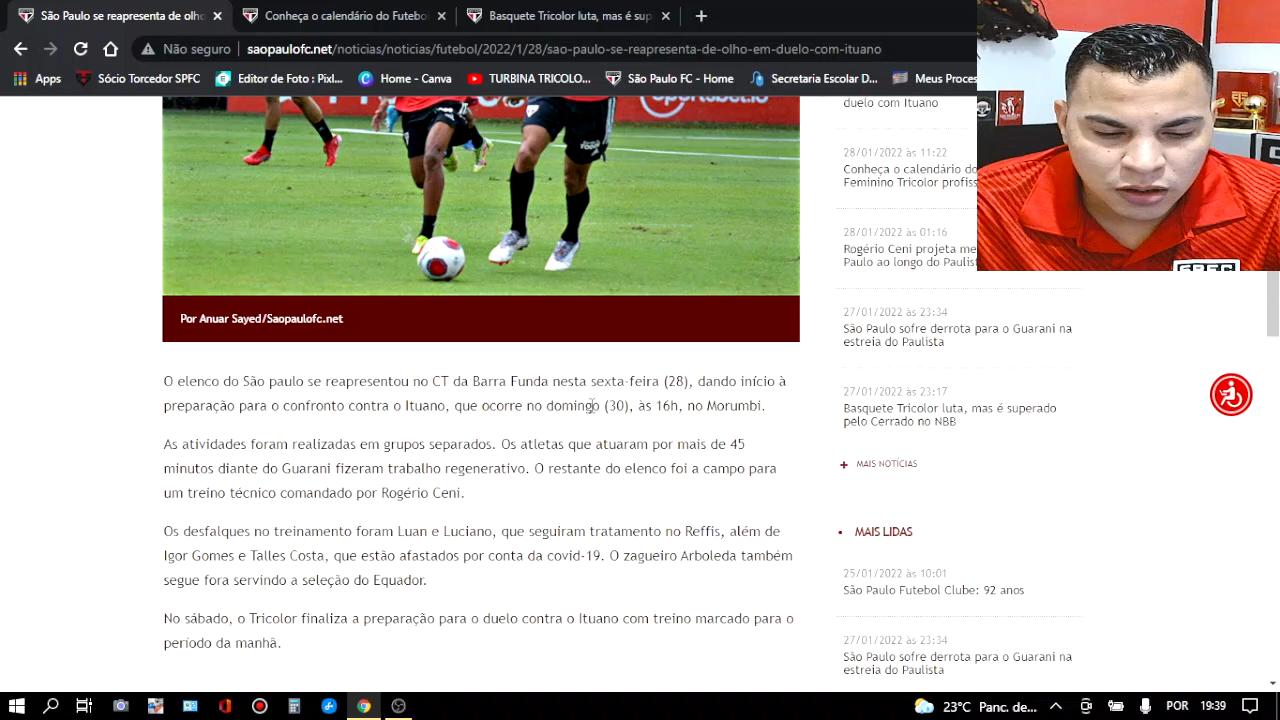 São Paulo se reapresenta de olho
Conheça o calendário do Futebol
Basquete Tricolor luta, mas é sup
Não seguro
saopaulofc.net/noticias/noticias/futebol/2022/1/28/sao-paulo-se-reapresenta-de-olho-em-duelo-com-ituano
Apps
Sócio Torcedor SPFC
Editor de Foto: Pixl...
Home - Canva
TURBINA TRICOLO...
São Paulo FC - Home
Secretaria Escolar D...
Meus Proces
Sportsbet.io
Por Anuar Sayed/Saopaulofc.net
O elenco do São paulo se reapresentou no CT da Barra Funda nesta sexta-feira (28), dando início à
preparação para o confronto contra o Ituano, que ocorre no domingo (30), às 16h, no Morumbi.
As atividades foram realizadas em grupos separados. Os atletas que atuaram por mais de 45
minutos diante do Guarani fizeram trabalho regenerativo. O restante do elenco foi a campo para
um treino técnico comandado por Rogério Ceni.
Os desfalques no treinamento foram Luan e Luciano, que seguiram tratamento no Reffis, além de
Igor Gomes e Talles Costa, que estão afastados por conta da covid-19. O zagueiro Arboleda também
segue fora servindo a seleção do Equador.
No sábado, o Tricolor finaliza a preparação para o duelo contra o Ituano com treino marcado para o
período da manhã.
duelo com Ituano
28/01/2022 às 11:22
Conheça o calendário do
Feminino Tricolor profiss
28/01/2022 às 01:16
Rogério Ceni projeta me
Paulo ao longo do Paulist
27/01/2022 às 23:34
São Paulo sofre derrota para o Guarani na
estreia do Paulista
27/01/2022 às 23:17
Basquete Tricolor luta, mas é superado
pelo Cerrado no NBB
+ MAIS NOTÍCIAS
• MAIS LIDAS
25/01/2022 às 10:01
São Paulo Futebol Clube: 92 anos
27/01/2022 às 23:34
São Paulo sofre derrota para o Guarani na
estreia do Paulista
SPFC
23°C Panc. de...
POR
19:39